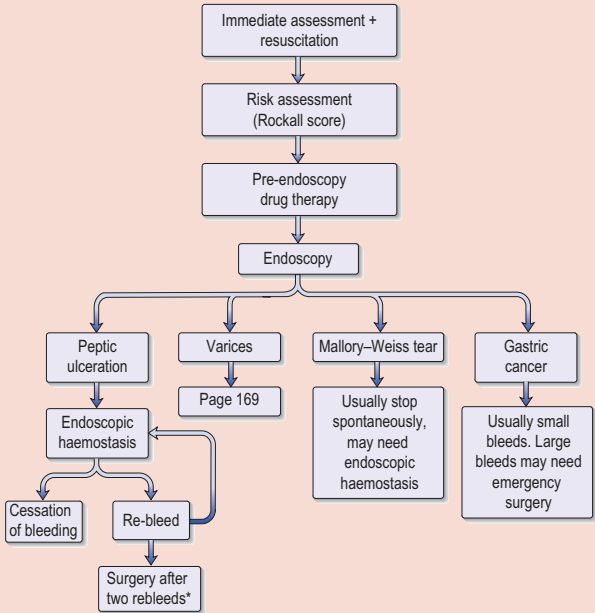 Immediate assessment +
resuscitation
Risk assessment
(Rockall score)
Pre-endoscopy
drug therapy
Endoscopy
Peptic
ulceration
Varices
Mallory–Weiss tear
Gastric
cancer
Page 169
Endoscopic
haemostasis
Usually stop
spontaneously,
may need
endoscopic
haemostasis
Usually small
bleeds. Large
bleeds may need
emergency
surgery
Cessation
of bleeding
Re-bleed
Surgery after
two rebleeds*